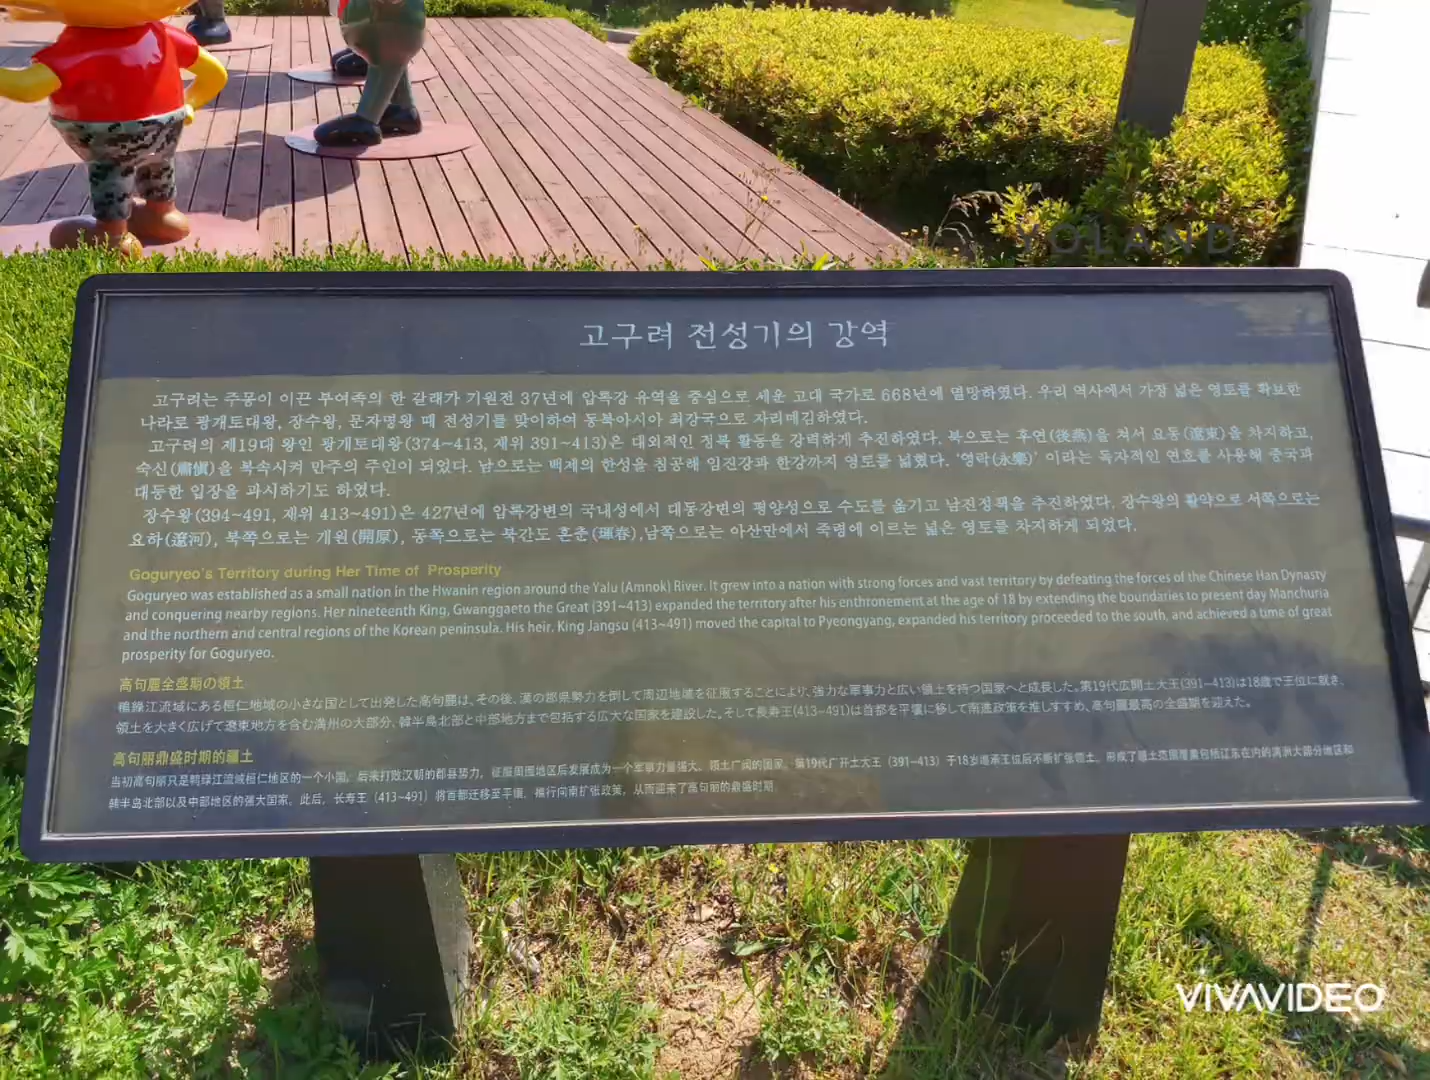 YOLAND
고구려 전성기의 강역
고구려는 주몽이 이끈 부여족의 한 갈래가 기원전 37년에 압록강 유역을 중심으로 세운 고대 국가로 668년에 멸망하였다. 우리 역사에서 가장 넓은 영토를 확보한
나라로 광개토대왕, 장수왕, 문자명왕 때 전성기를 맞이하여 동북아시아 최강국으로 자리매김하였다.
고구려의 제19대 왕인 광개토대왕(374~413, 재위 391~413)은 대외적인 정복 활동을 강력하게 추진하였다. 북으로는 후연(後燕)을 쳐서 요동(遼東)을 차지하고,
숙신(肅愼)을 복속시켜 만주의 주인이 되었다. 남으로는 백제의 한성을 침공해 임진강과 한강까지 영토를 넓혔다. '영락(永樂)' 이라는 독자적인 연호를 사용해 중국과
대등한 입장을 과시하기도 하였다.
장수왕(394~491, 재위 413~491)은 427년에 압록강변의 국내성에서 대동강변의 평양성으로 수도를 옮기고 남진정책을 추진하였다. 장수왕의 활약으로 서쪽으로는
요하(遼河), 북쪽으로는 개원(開原), 동쪽으로는 북간도 혼춘(琿春),남쪽으로는 아산만에서 죽령에 이르는 넓은 영토를 차지하게 되었다.
Goguryeo's Territory during Her Time of Prosperity
Goguryeo was established as a small nation in the Hwanin region around the Yalu (Amnok) River. It grew into a nation with strong forces and vast territory by defeating the forces of the Chinese Han Dynasty
and conquering nearby regions. Her nineteenth King, Gwanggaeto the Great (391~413) expanded the territory after his enthronement at the age of 18 by extending the boundaries to present day Manchuria
and the northern and central regions of the Korean peninsula. His heir, King Jangsu (413~491) moved the capital to Pyeongyang, expanded his territory proceeded to the south, and achieved a time of great
prosperity for Goguryeo.
高句麗全盛期の領土
鴨綠江流域にある桓仁地域の小さな国として出発した高句麗は、その後、漢の郡県勢力を倒して周辺地域を征服することにより、強力な軍事力と広い領土を持つ国家へと成長した。第19代広開土大王(391~413)は18歳で王位に就き、
領土を大きく広げて遼東地方を含む満州の大部分、韓半島北部と中部地方まで包括する広大な国家を建設した。そして長寿王(413~491)は首都を平壌に移して南進政策を推しすすめ、高句麗最高の全盛期を迎えた。
高句丽鼎盛时期的疆土
当初高句丽只是鸭绿江流域桓仁地区的一个小国，后来打败汉朝的郡县势力，征服周围地区后发展成为一个军事力量强大、领土广阔的国家。第19代广开土大王（391~413）于18岁登基王位后不断扩张领土，形成了疆土范围覆盖包括辽东在内的满洲大部分地区和
韩半岛北部以及中部地区的强大国家，此后，长寿王（413~491）将首都迁移至平壤，推行向南扩张政策，从而迎来了高句丽的鼎盛时期
VIVAVIDEO